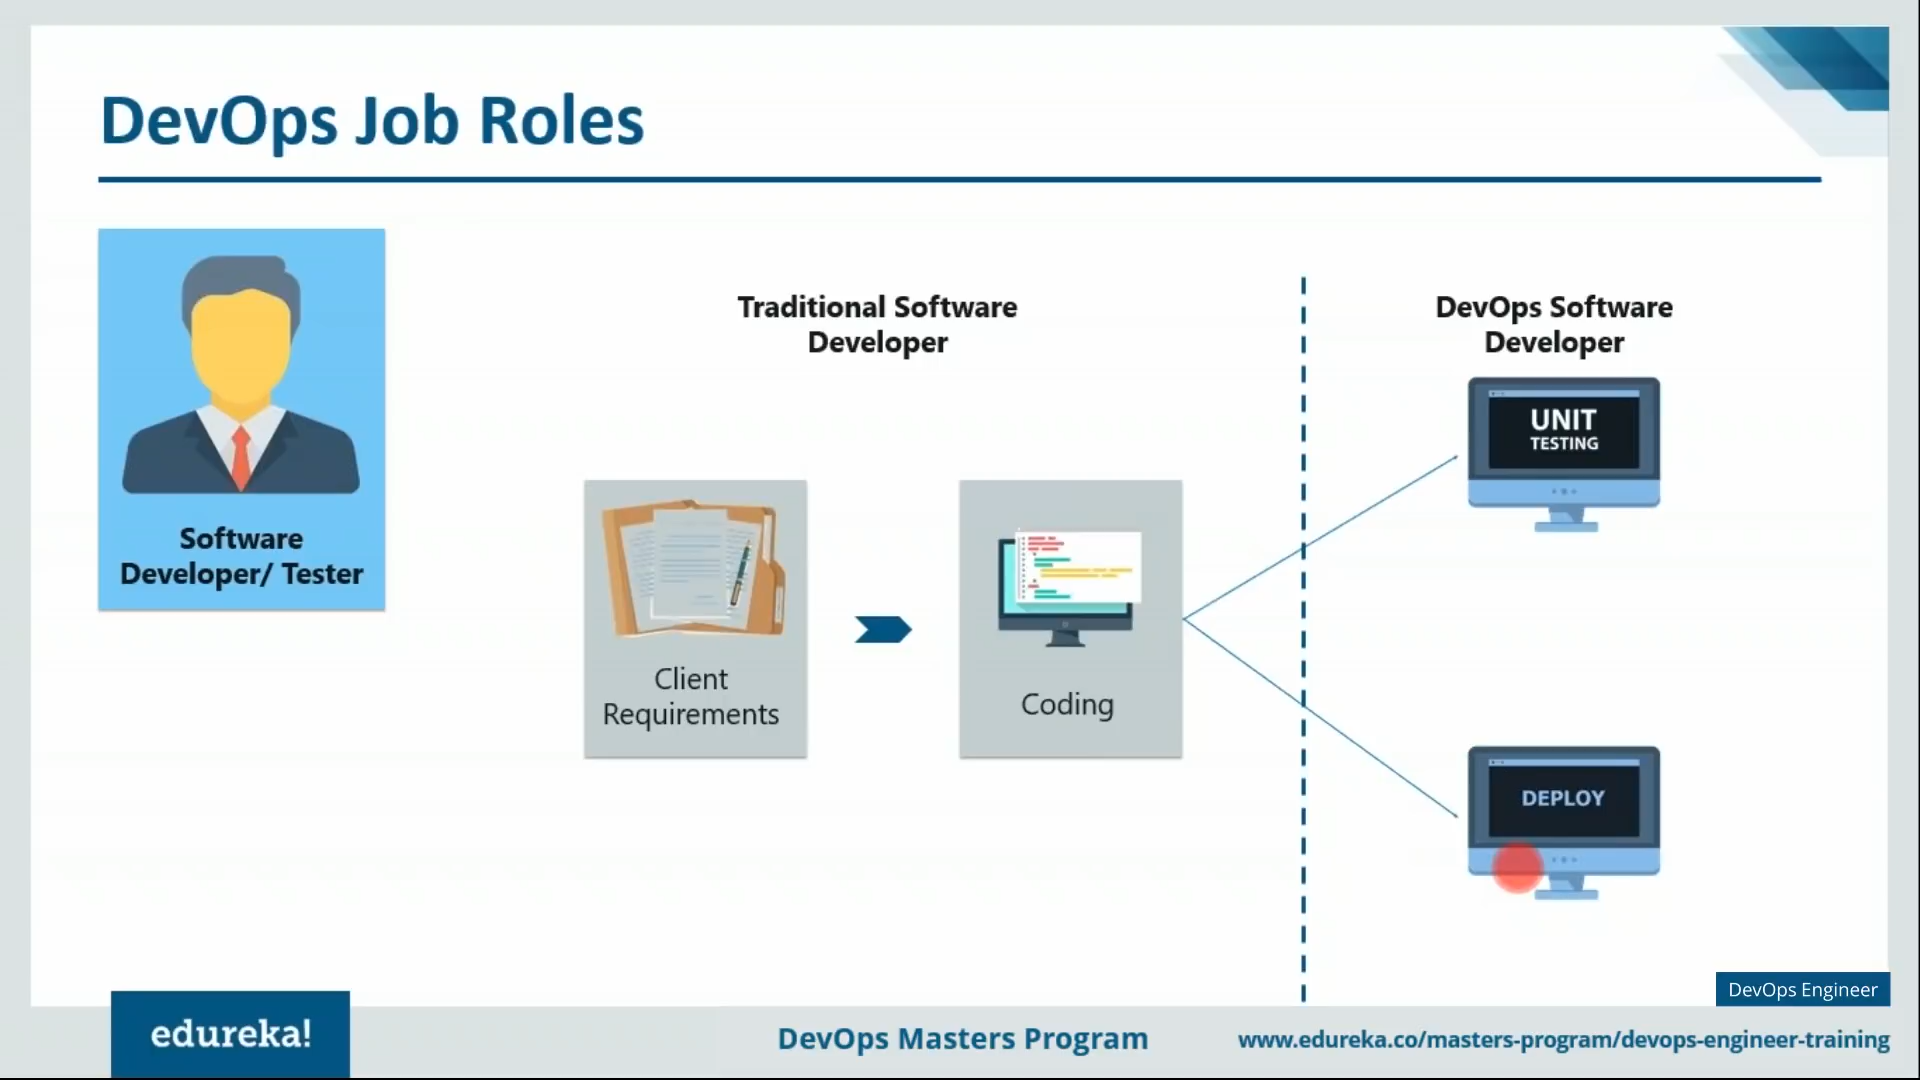 DevOps Job Roles
Software
Developer/ Tester
Traditional Software
Developer
Client
Requirements
Coding
DevOps Software
Developer
UNIT
TESTING
DEPLOY
DevOps Engineer
edureka!
DevOps Masters Program
www.edureka.co/masters-program/devops-engineer-training